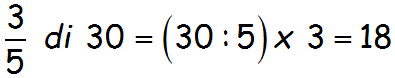 3/5 di 30 = (30 : 5) x 3 = 18